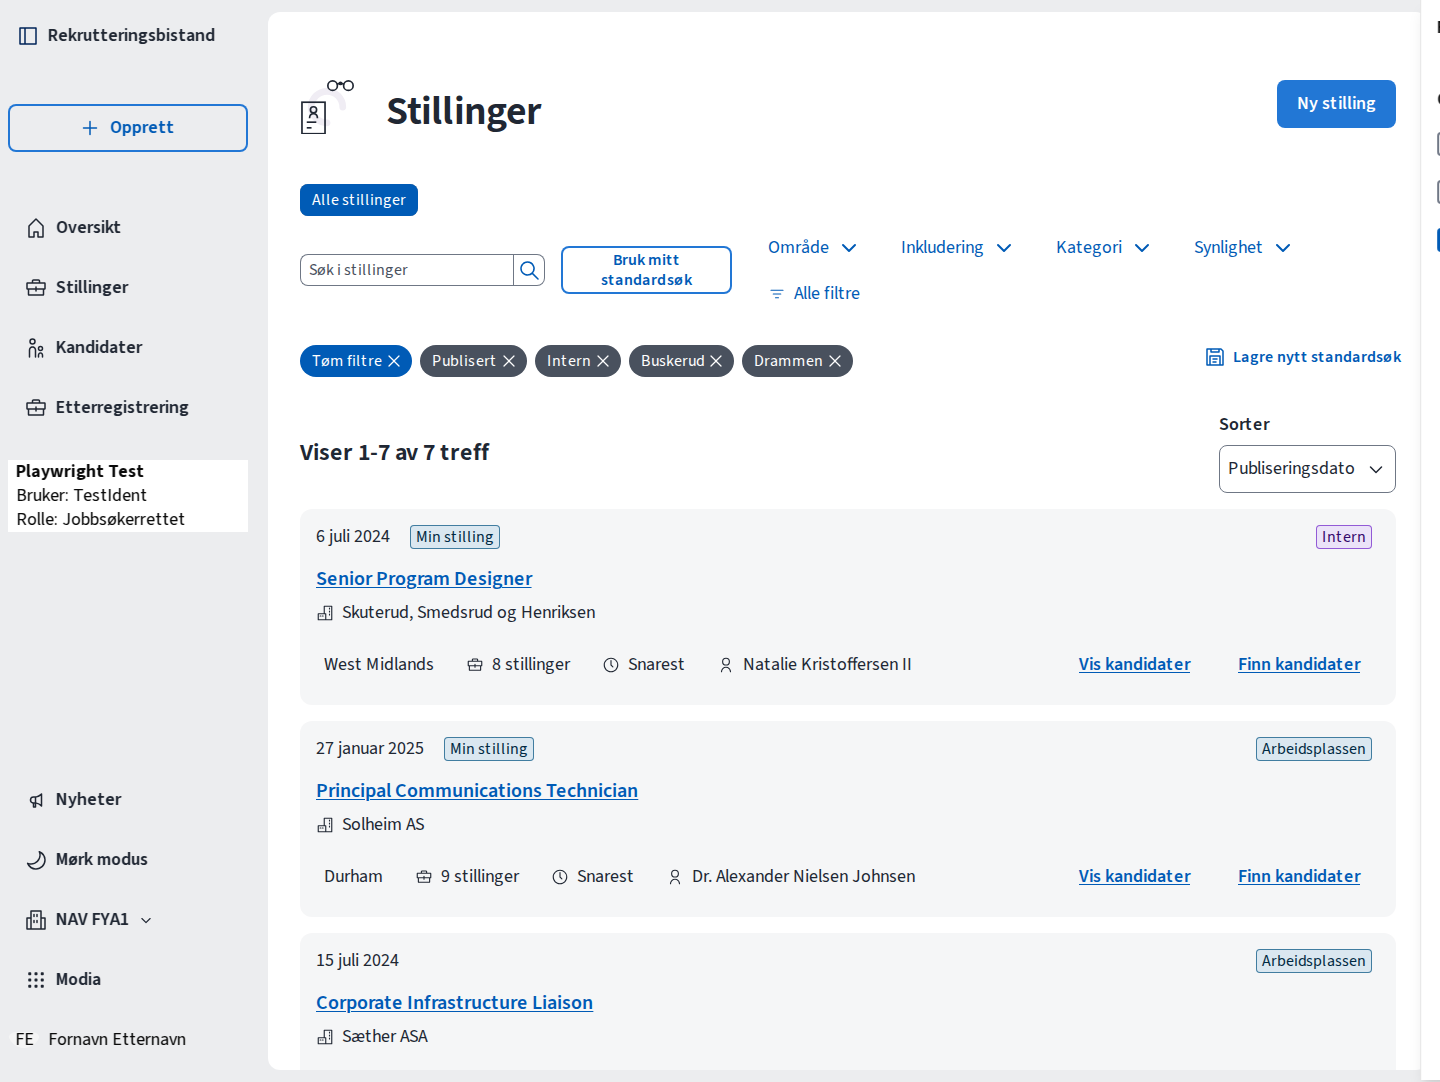 Rekrutteringsbistand
Opprett
Oversikt
Stillinger
Kandidater
Etterregistrering
Playwright Test
Bruker: TestIdent
Rolle: Jobbsøkerrettet
Nyheter
Mørk modus
NAV FYA1
Modia
FE Fornavn Etternavn
Stillinger
Ny stilling
Alle stillinger
Søk i stillinger
Bruk mitt
standardsøk
Område Inkludering Kategori Synlighet
Alle filtre
Tøm filtre Publisert Intern Buskerud Drammen
Lagre nytt standardsøk
Viser 1-7 av 7 treff
Sorter
Publiseringsdato
6 juli 2024 Min stilling Intern
Senior Program Designer
Skuterud, Smedsrud og Henriksen
West Midlands 8 stillinger Snarest Natalie Kristoffersen II Vis kandidater Finn kandidater
27 januar 2025 Min stilling Arbeidsplassen
Principal Communications Technician
Solheim AS
Durham 9 stillinger Snarest Dr. Alexander Nielsen Johnsen Vis kandidater Finn kandidater
15 juli 2024 Arbeidsplassen
Corporate Infrastructure Liaison
Sæther ASA